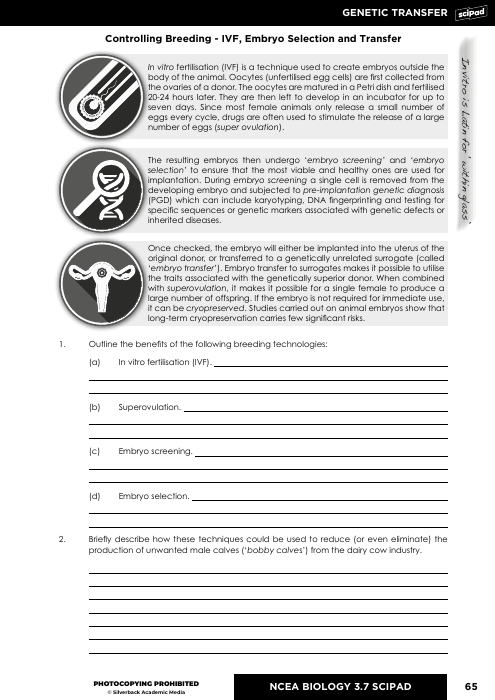 GENETIC TRANSFER
scipad
Controlling Breeding - IVF, Embryo Selection and Transfer
In vitro fertilisation (IVF) is a technique used to create embryos outside the
body of the animal. Oocytes (unfertilised egg cells) are first collected from
the ovaries of a donor. The oocytes are matured in a Petri dish and fertilised
20-24 hours later. They are then left to develop in an incubator for up to
seven days. Since most female animals only release a small number of
eggs every cycle, drugs are often used to stimulate the release of a large
number of eggs (super ovulation).
In vitro is Latin for 'within glass'
The resulting embryos then undergo 'embryo screening' and 'embryo
selection' to ensure that the most viable and healthy ones are used for
implantation. During embryo screening a single cell is removed from the
developing embryo and subjected to pre-implantation genetic diagnosis
(PGD) which can include karyotyping, DNA fingerprinting and testing for
specific sequences or genetic markers associated with genetic defects or
inherited diseases.
Once checked, the embryo will either be implanted into the uterus of the
original donor, or transferred to a genetically unrelated surrogate (called
'embryo transfer'). Embryo transfer to surrogates makes it possible to utilise
the traits associated with the genetically superior donor. When combined
with superovulation, it makes it possible for a single female to produce a
large number of offspring. If the embryo is not required for immediate use,
it can be cryopreserved. Studies carried out on animal embryos show that
long-term cryopreservation carries few significant risks.
1. Outline the benefits of the following breeding technologies:
(a) In vitro fertilisation (IVF).
(b) Superovulation.
(c) Embryo screening.
(d) Embryo selection.
2. Briefly describe how these techniques could be used to reduce (or even eliminate) the
production of unwanted male calves ('bobby calves') from the dairy cow industry.
PHOTOCOPYING PROHIBITED
© Silverback Academic Media
NCEA BIOLOGY 3.7 SCIPAD
65